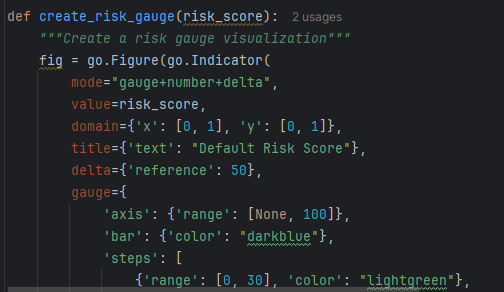 def create_risk_gauge(risk_score): 2 usages
    """Create a risk gauge visualization"""
    fig = go.Figure(go.Indicator(
        mode="gauge+number+delta",
        value=risk_score,
        domain={'x': [0, 1], 'y': [0, 1]},
        title={'text': "Default Risk Score"},
        delta={'reference': 50},
        gauge={
            'axis': {'range': [None, 100]},
            'bar': {'color': "darkblue"},
            'steps': [
                {'range': [0, 30], 'color': "lightgreen"},